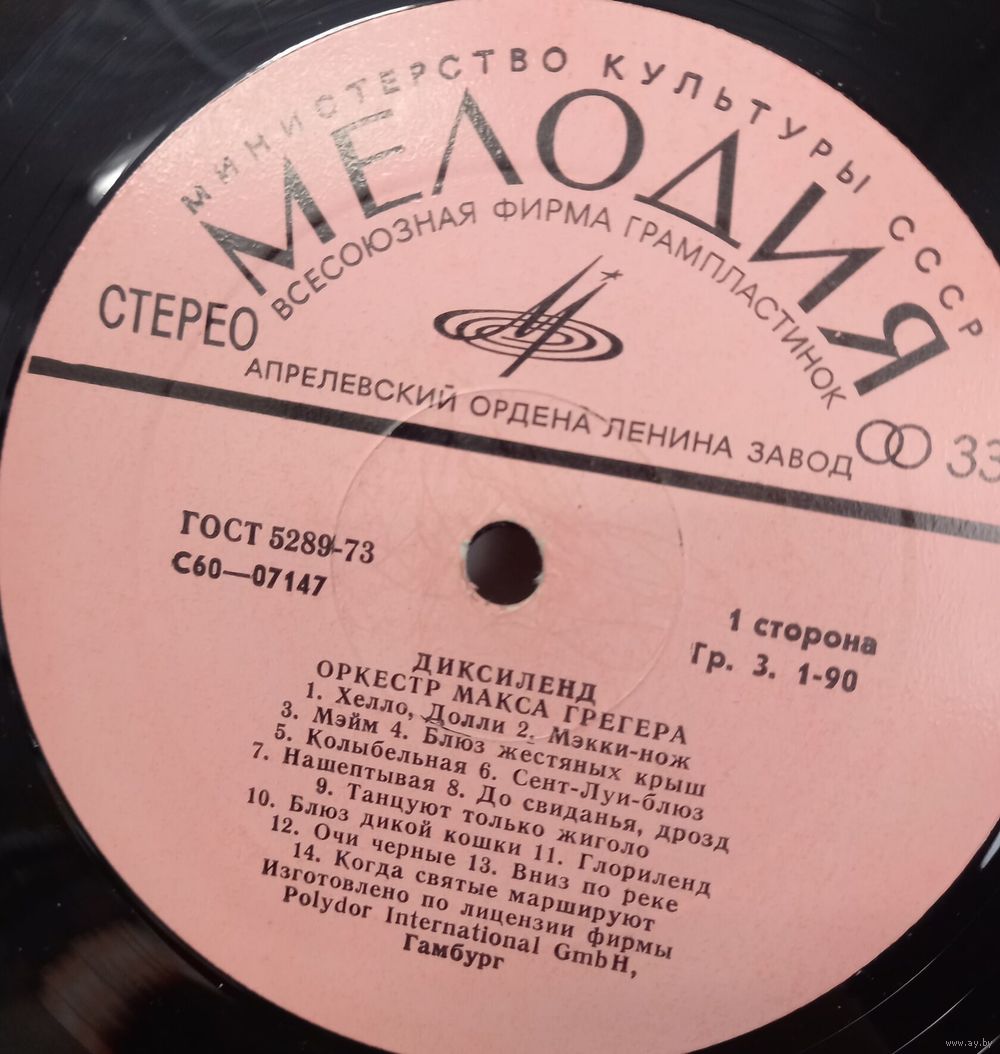 МИНИСТЕРСТВО КУЛЬТУРЫ СССР
МЕЛОДИЯ
ВСЕСОЮЗНАЯ ФИРМА ГРАМПЛАСТИНОК
СТЕРЕО
АПРЕЛЕВСКИЙ ОРДЕНА ЛЕНИНА ЗАВОД
33
ГОСТ 5289-73
С60—07147
1 сторона
Гр. 3. 1-90
ДИКСИЛЕНД
ОРКЕСТР МАКСА ГРЕГЕРА
1. Хелло, Долли 2. Мэкки-нож
3. Мэйм 4. Блюз жестяных крыш
5. Колыбельная 6. Сент-Луи-блюз
7. Нашептывая 8. До свиданья, дрозд
9. Танцуют только жиголо
10. Блюз дикой кошки 11. Глориленд
12. Очи черные 13. Вниз по реке
14. Когда святые маршируют
Изготовлено по лицензии фирмы
Polydor International GmbH,
Гамбург
www.ay.by